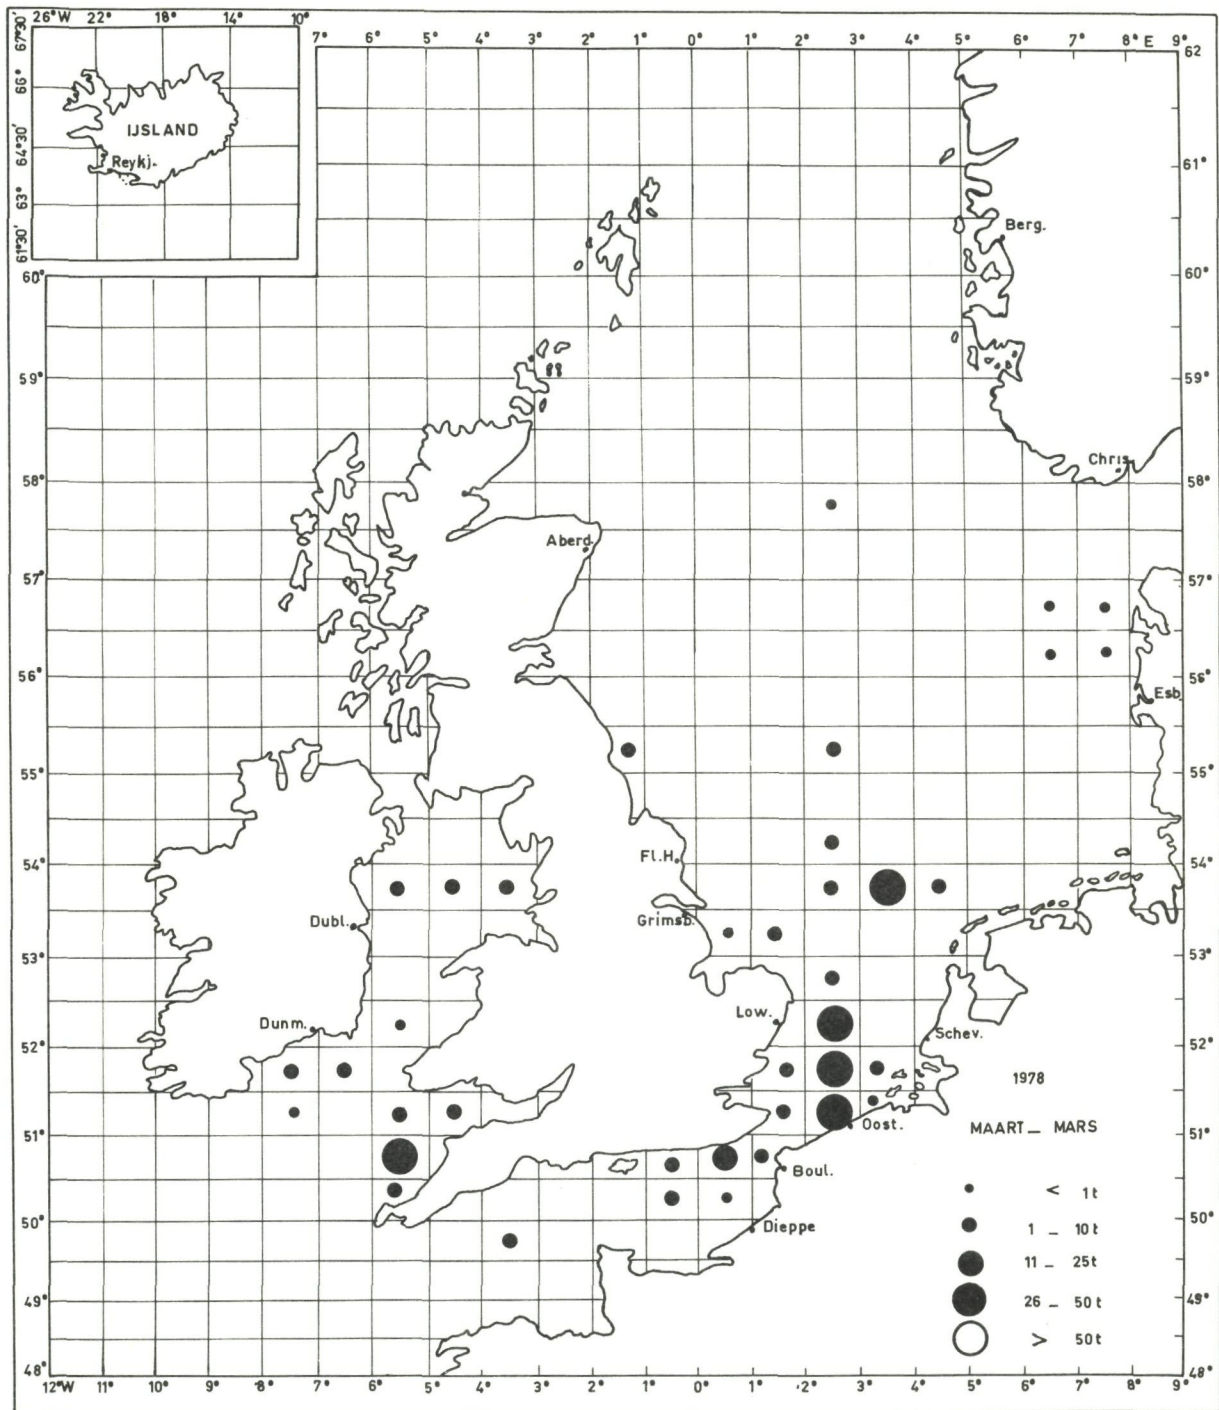 26°W 22° 18° 10°
67°30'
66°
64°30'
63°
61°30'
IJSLAND
Reykj.
7° 6° 5° 4° 3° 2° 1° 0° 1° 2° 3° 4° 5° 6° 7° 8° E 9°
62
61°
60° 60°
59° 59°
58° 58°
57° 57°
56° 56°
55° 55°
54° 54°
53° 53°
52° 52°
51° 51°
50° 50°
49° 49°
48° 48°
Berg.
Chris
Aberd.
Esb
Fl.H.
Grimsb.
Dubl.
Low.
Dunm.
Schev.
Oost.
Boul.
Dieppe
1978
MAART _ MARS
< 1t
1 _ 10t
11 _ 25t
26 _ 50t
> 50t
12°W 11° 10° 9° 8° 7° 6° 5° 4° 3° 2° 1° 0° 1° 2° 3° 4° 5° 6° 7° 8° 9°